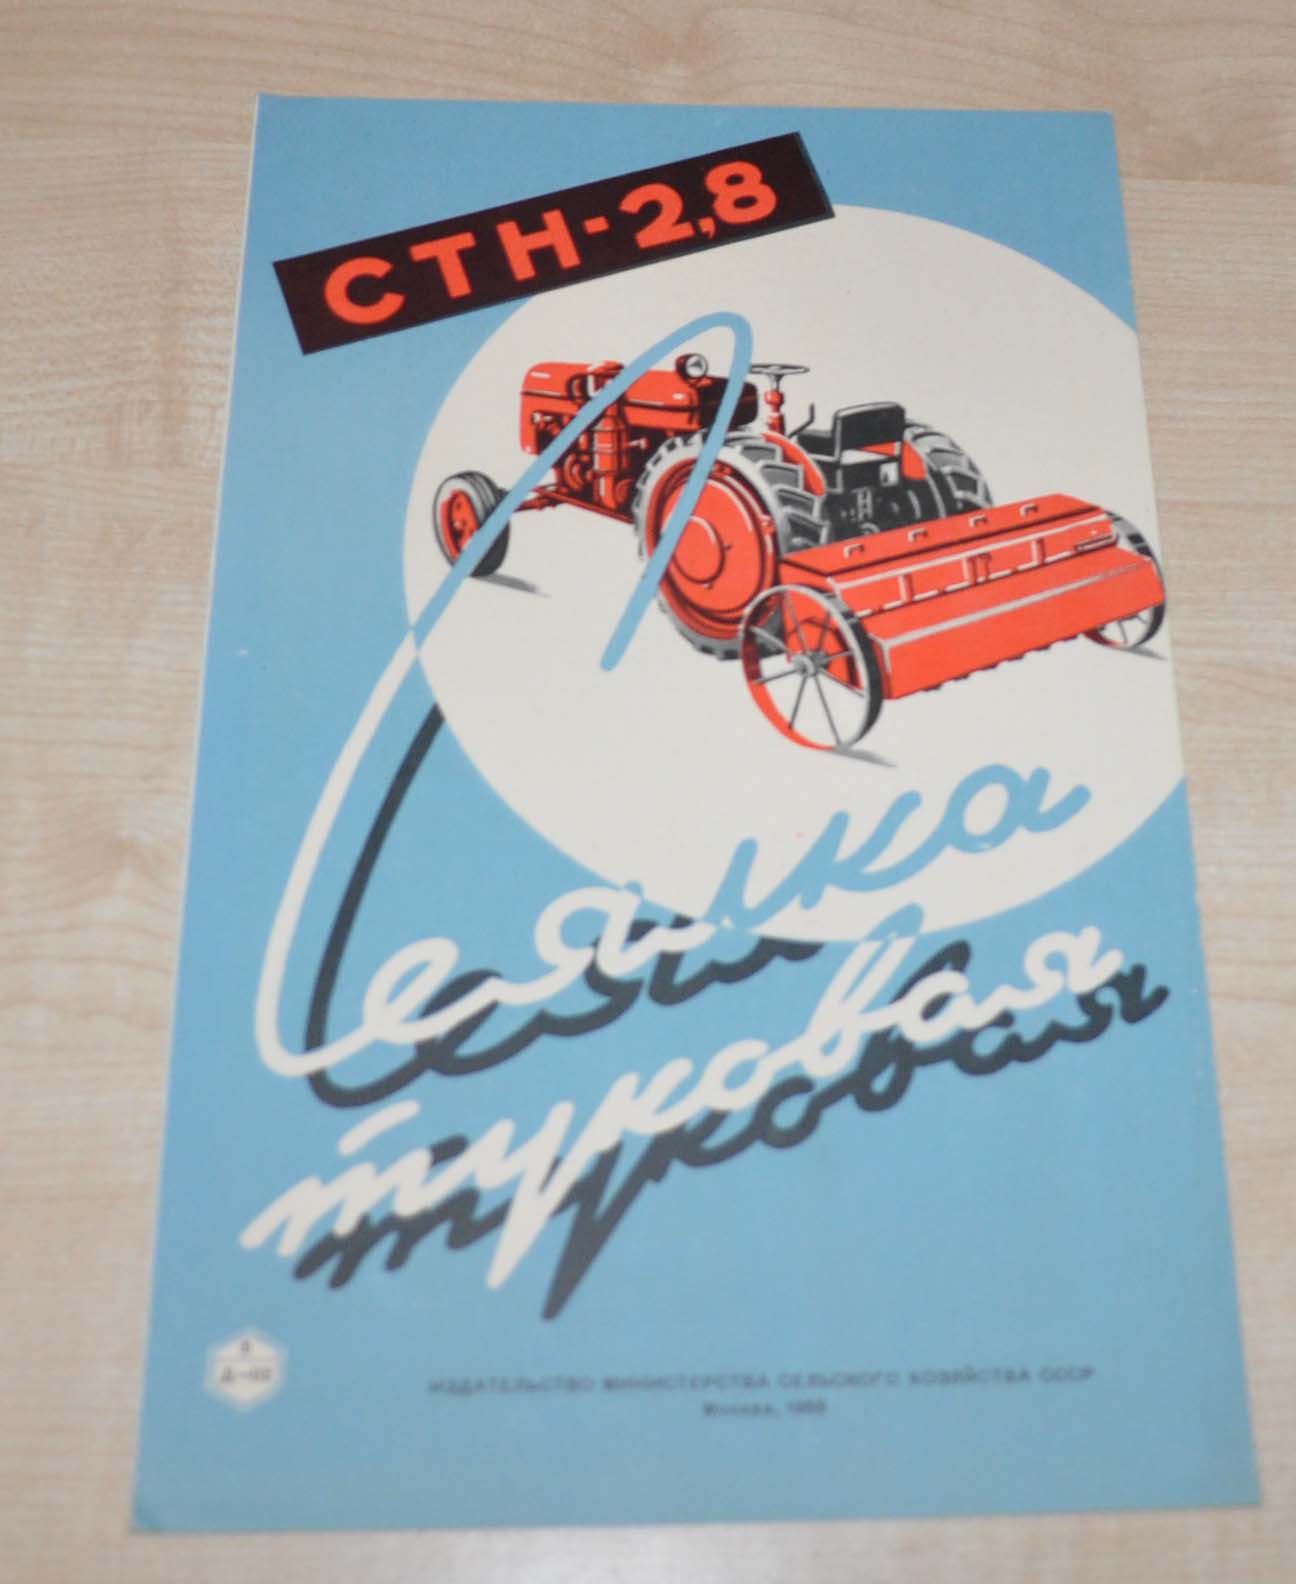 СТН-2,8
Сеялка
туковая
ИЗДАТЕЛЬСТВО МИНИСТЕРСТВА СЕЛЬСКОГО ХОЗЯЙСТВА СССР
Москва,